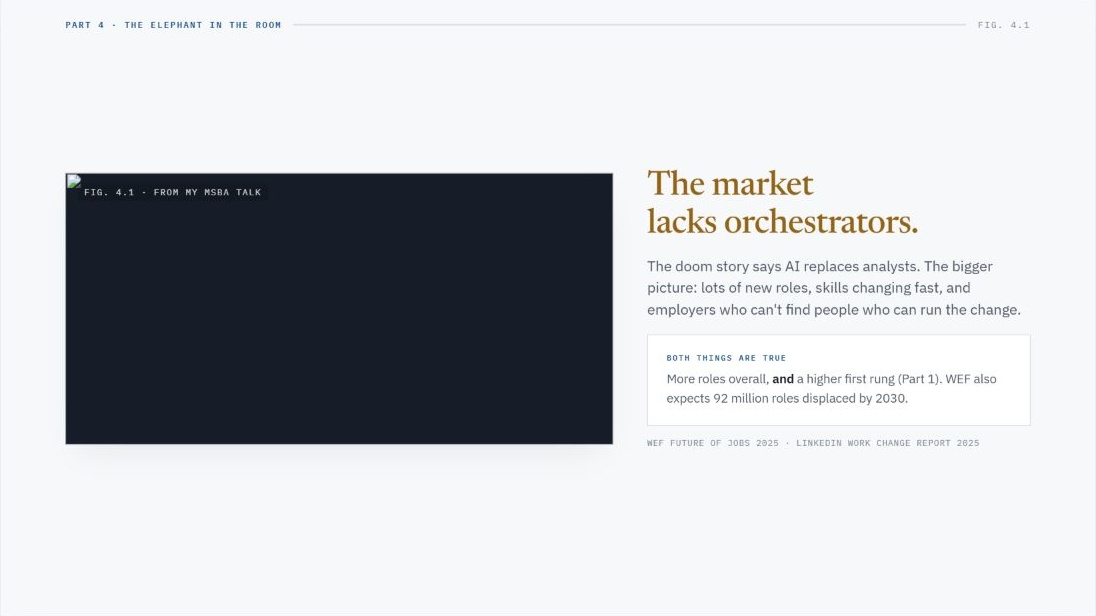 PART 4 · THE ELEPHANT IN THE ROOM
FIG. 4.1
FIG. 4.1 · FROM MY MSBA TALK
The market
lacks orchestrators.
The doom story says AI replaces analysts. The bigger
picture: lots of new roles, skills changing fast, and
employers who can't find people who can run the change.
BOTH THINGS ARE TRUE
More roles overall, and a higher first rung (Part 1). WEF also
expects 92 million roles displaced by 2030.
WEF FUTURE OF JOBS 2025 · LINKEDIN WORK CHANGE REPORT 2025